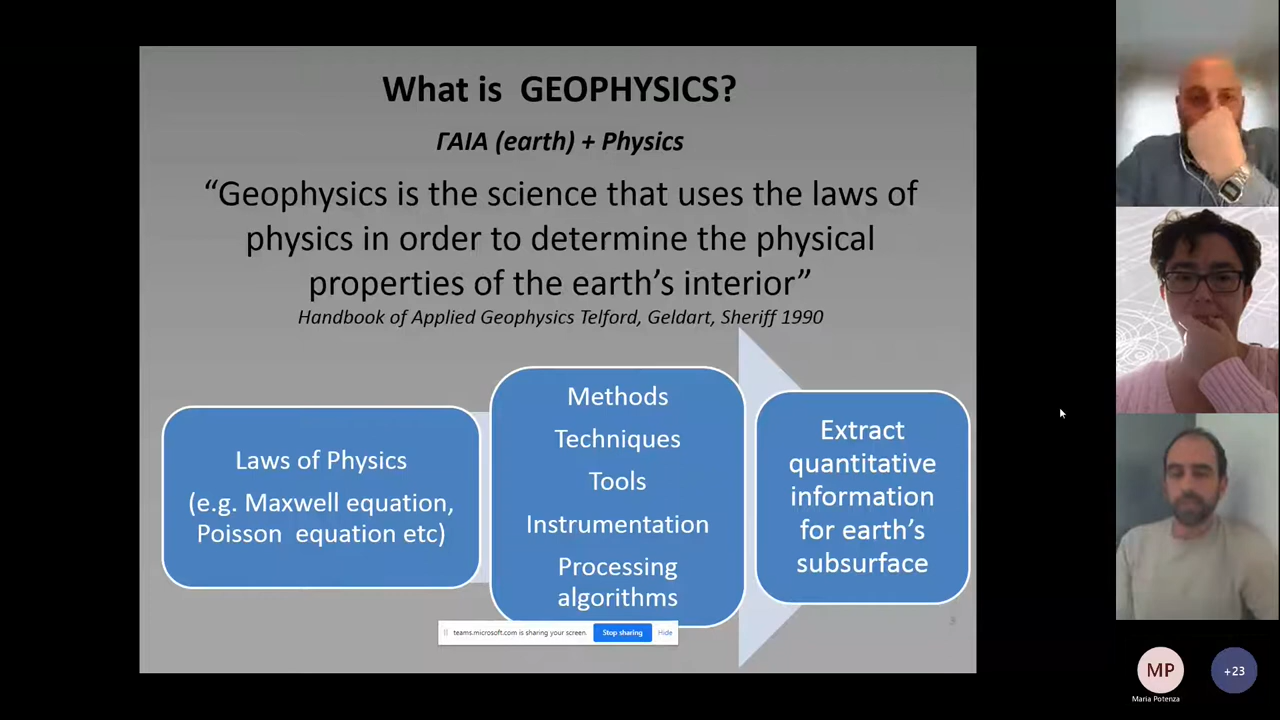 What is  GEOPHYSICS?
ΓΑΙΑ (earth) + Physics
“Geophysics is the science that uses the laws of
physics in order to determine the physical
properties of the earth’s interior”
Handbook of Applied Geophysics Telford, Geldart, Sheriff 1990
Laws of Physics
(e.g. Maxwell equation,
Poisson  equation etc)
Methods
Techniques
Tools
Instrumentation
Processing
algorithms
Extract
quantitative
information
for earth’s
subsurface
3
teams.microsoft.com is sharing your screen.
Stop sharing
Hide
MP
Maria Potenza
+23